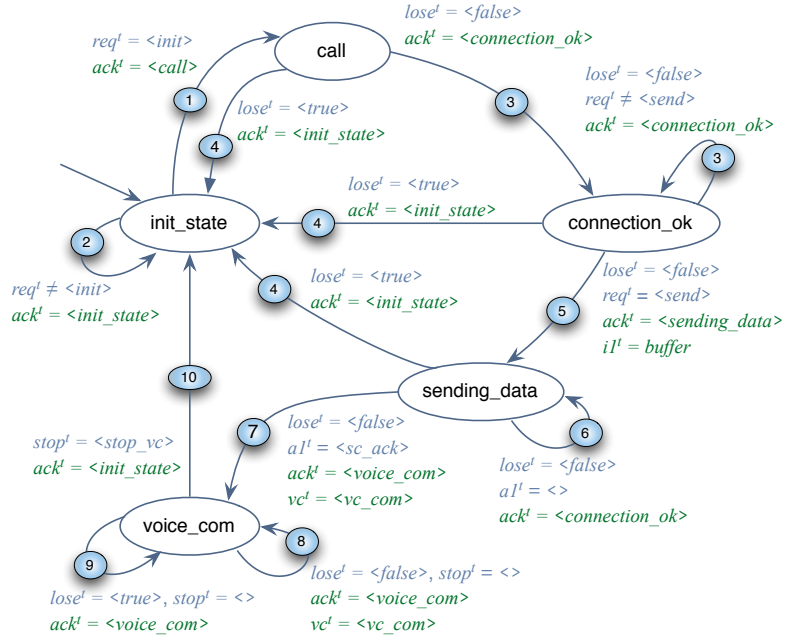 lose^t = <false>
ack^t = <connection_ok>
req^t = <init>
ack^t = <call>
call
1
3
lose^t = <false>
req^t ≠ <send>
ack^t = <connection_ok>
3
lose^t = <true>
ack^t = <init_state>
4
lose^t = <true>
ack^t = <init_state>
4
init_state
connection_ok
2
req^t ≠ <init>
ack^t = <init_state>
lose^t = <true>
ack^t = <init_state>
4
lose^t = <false>
req^t = <send>
ack^t = <sending_data>
i1^t = buffer
5
10
sending_data
7
lose^t = <false>
a1^t = <sc_ack>
ack^t = <voice_com>
vc^t = <vc_com>
6
lose^t = <false>
a1^t = <>
ack^t = <connection_ok>
stop^t = <stop_vc>
ack^t = <init_state>
voice_com
8
9
lose^t = <false>, stop^t = <>
ack^t = <voice_com>
vc^t = <vc_com>
lose^t = <true>, stop^t = <>
ack^t = <voice_com>